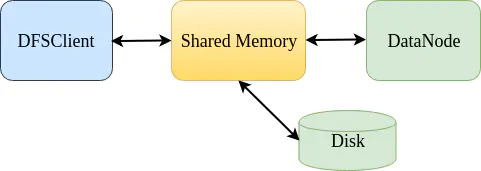 DFSClient
Shared Memory
DataNode
Disk